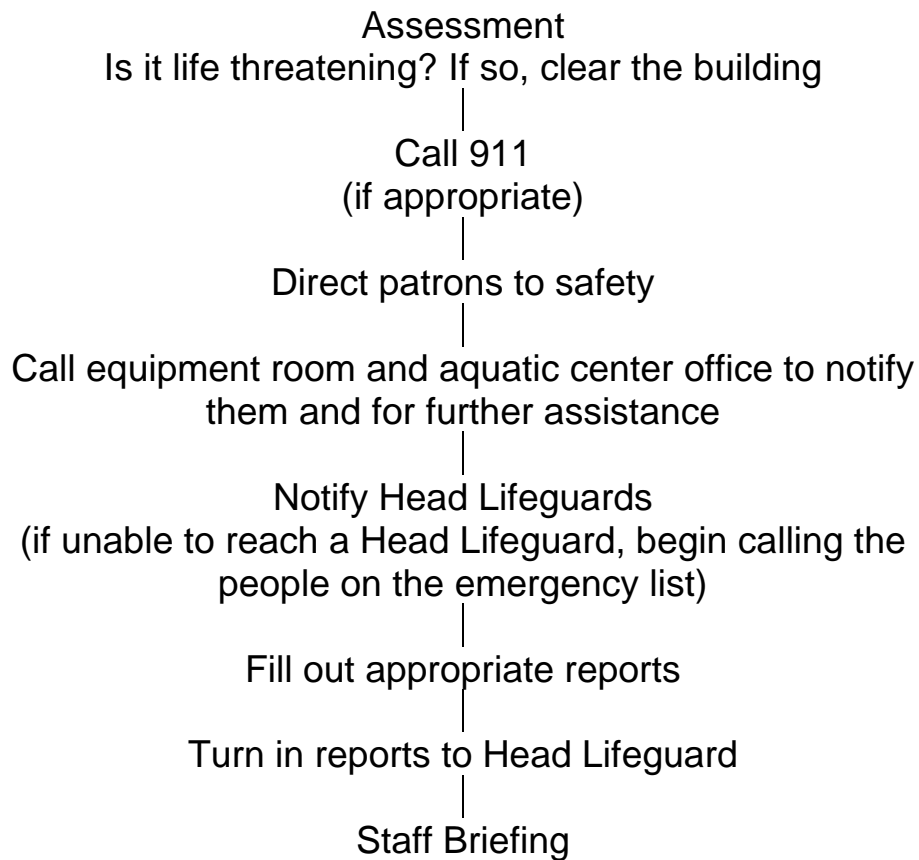 Assessment
Is it life threatening? If so, clear the building
Call 911
(if appropriate)
Direct patrons to safety
Call equipment room and aquatic center office to notify
them and for further assistance
Notify Head Lifeguards
(if unable to reach a Head Lifeguard, begin calling the
people on the emergency list)
Fill out appropriate reports
Turn in reports to Head Lifeguard
Staff Briefing